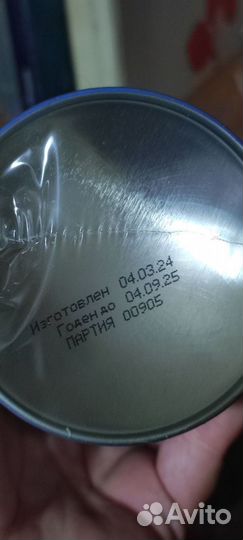 Изготовлен 04.03.24
Годен до 04.09.25
ПАРТИЯ 00905
Avito